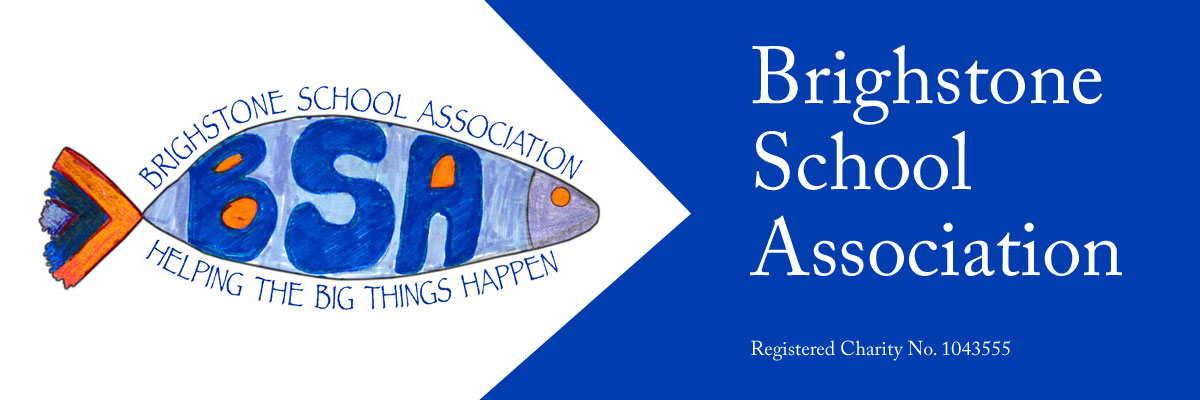 BRIGHSTONE SCHOOL ASSOCIATION
BSA
HELPING THE BIG THINGS HAPPEN
Brighstone
School
Association
Registered Charity No. 1043555